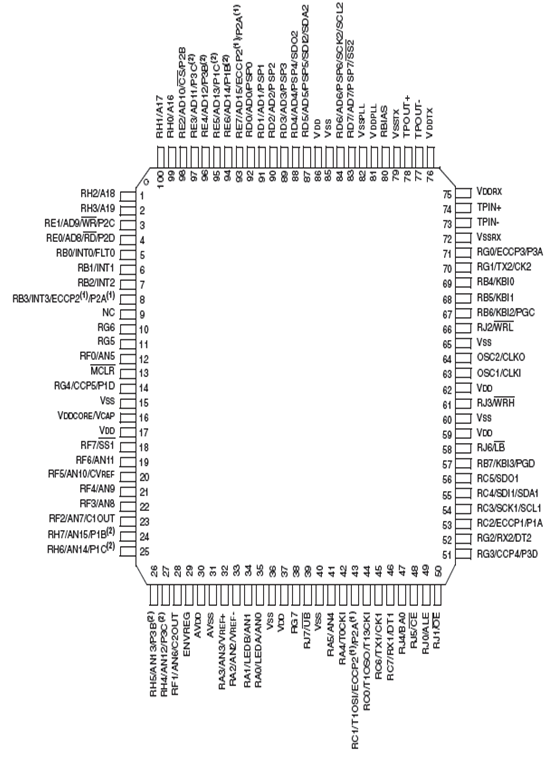 RH1/A17
RH0/A16
RE2/AD10/CS/P2B
RE3/AD11/P3C(2)
RE4/AD12/P3B(2)
RE5/AD13/P1C(2)
RE6/AD14/P1B(2)
RE7/AD15/ECCP2(1)/P2A(1)
RD0/AD0/PSP0
RD1/AD1/PSP1
RD2/AD2/PSP2
RD3/AD3/PSP3
RD4/AD4/PSP4/SDO2
RD5/AD5/PSP5/SDI2/SDA2
VDD
VSS
RD6/AD6/PSP6/SCK2/SCL2
RD7/AD7/PSP7/SS2
VSSPLL
VDDPLL
RBIAS
VSSTX
TPOUT+
TPOUT-
VDDTX
100 99 98 97 96 95 94 93 92 91 90 89 88 87 86 85 84 83 82 81 80 79 78 77 76
RH2/A18 1
RH3/A19 2
RE1/AD9/WR/P2C 3
RE0/AD8/RD/P2D 4
RB0/INT0/FLT0 5
RB1/INT1 6
RB2/INT2 7
RB3/INT3/ECCP2(1)/P2A(1) 8
NC 9
RG6 10
RG5 11
RF0/AN5 12
MCLR 13
RG4/CCP5/P1D 14
VSS 15
VDDCORE/VCAP 16
VDD 17
RF7/SS1 18
RF6/AN11 19
RF5/AN10/CVREF 20
RF4/AN9 21
RF3/AN8 22
RF2/AN7/C1OUT 23
RH7/AN15/P1B(2) 24
RH6/AN14/P1C(2) 25
75 VDDRX
74 TPIN+
73 TPIN-
72 VSSRX
71 RG0/ECCP3/P3A
70 RG1/TX2/CK2
69 RB4/KBI0
68 RB5/KBI1
67 RB6/KBI2/PGC
66 RJ2/WRL
65 VSS
64 OSC2/CLKO
63 OSC1/CLKI
62 VDD
61 RJ3/WRH
60 VSS
59 VDD
58 RJ6/LB
57 RB7/KBI3/PGD
56 RC5/SDO1
55 RC4/SDI1/SDA1
54 RC3/SCK1/SCL1
53 RC2/ECCP1/P1A
52 RG2/RX2/DT2
51 RG3/CCP4/P3D
26 27 28 29 30 31 32 33 34 35 36 37 38 39 40 41 42 43 44 45 46 47 48 49 50
RH5/AN13/P3B(2)
RH4/AN12/P3C(2)
RF1/AN6/C2OUT
ENVREG
AVDD
AVSS
RA3/AN3/VREF+
RA2/AN2/VREF-
RA1/LEDB/AN1
RA0/LEDA/AN0
VSS
VDD
RG7
RJ7/UB
VSS
RA5/AN4
RA4/T0CKI
RC1/T1OSI/ECCP2(1)/P2A(1)
RC0/T1OSO/T13CKI
RC6/TX1/CK1
RC7/RX1/DT1
RJ4/BA0
RJ5/CE
RJ0/ALE
RJ1/OE